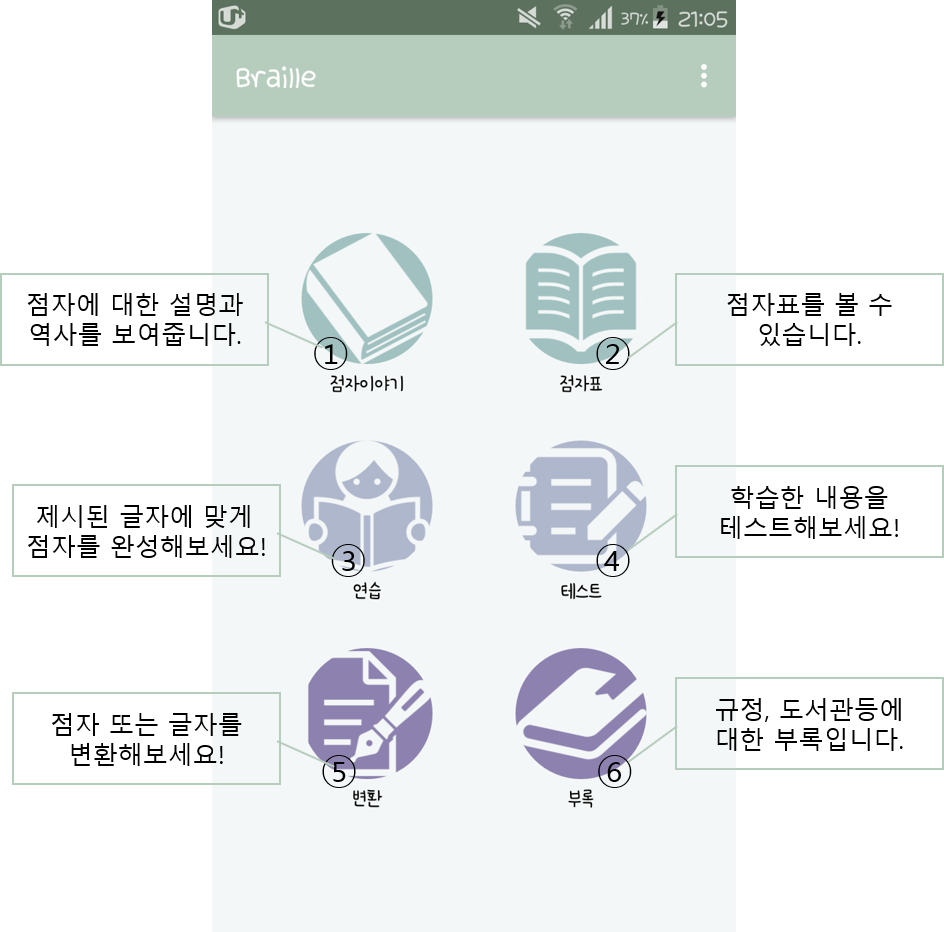 U+ 37% 21:05
Braille
점자에 대한 설명과
역사를 보여줍니다.
①
점자이야기
점자표를 볼 수
있습니다.
②
점자표
제시된 글자에 맞게
점자를 완성해보세요!
③
연습
학습한 내용을
테스트해보세요!
④
테스트
점자 또는 글자를
변환해보세요!
⑤
변환
규정, 도서관등에
대한 부록입니다.
⑥
부록